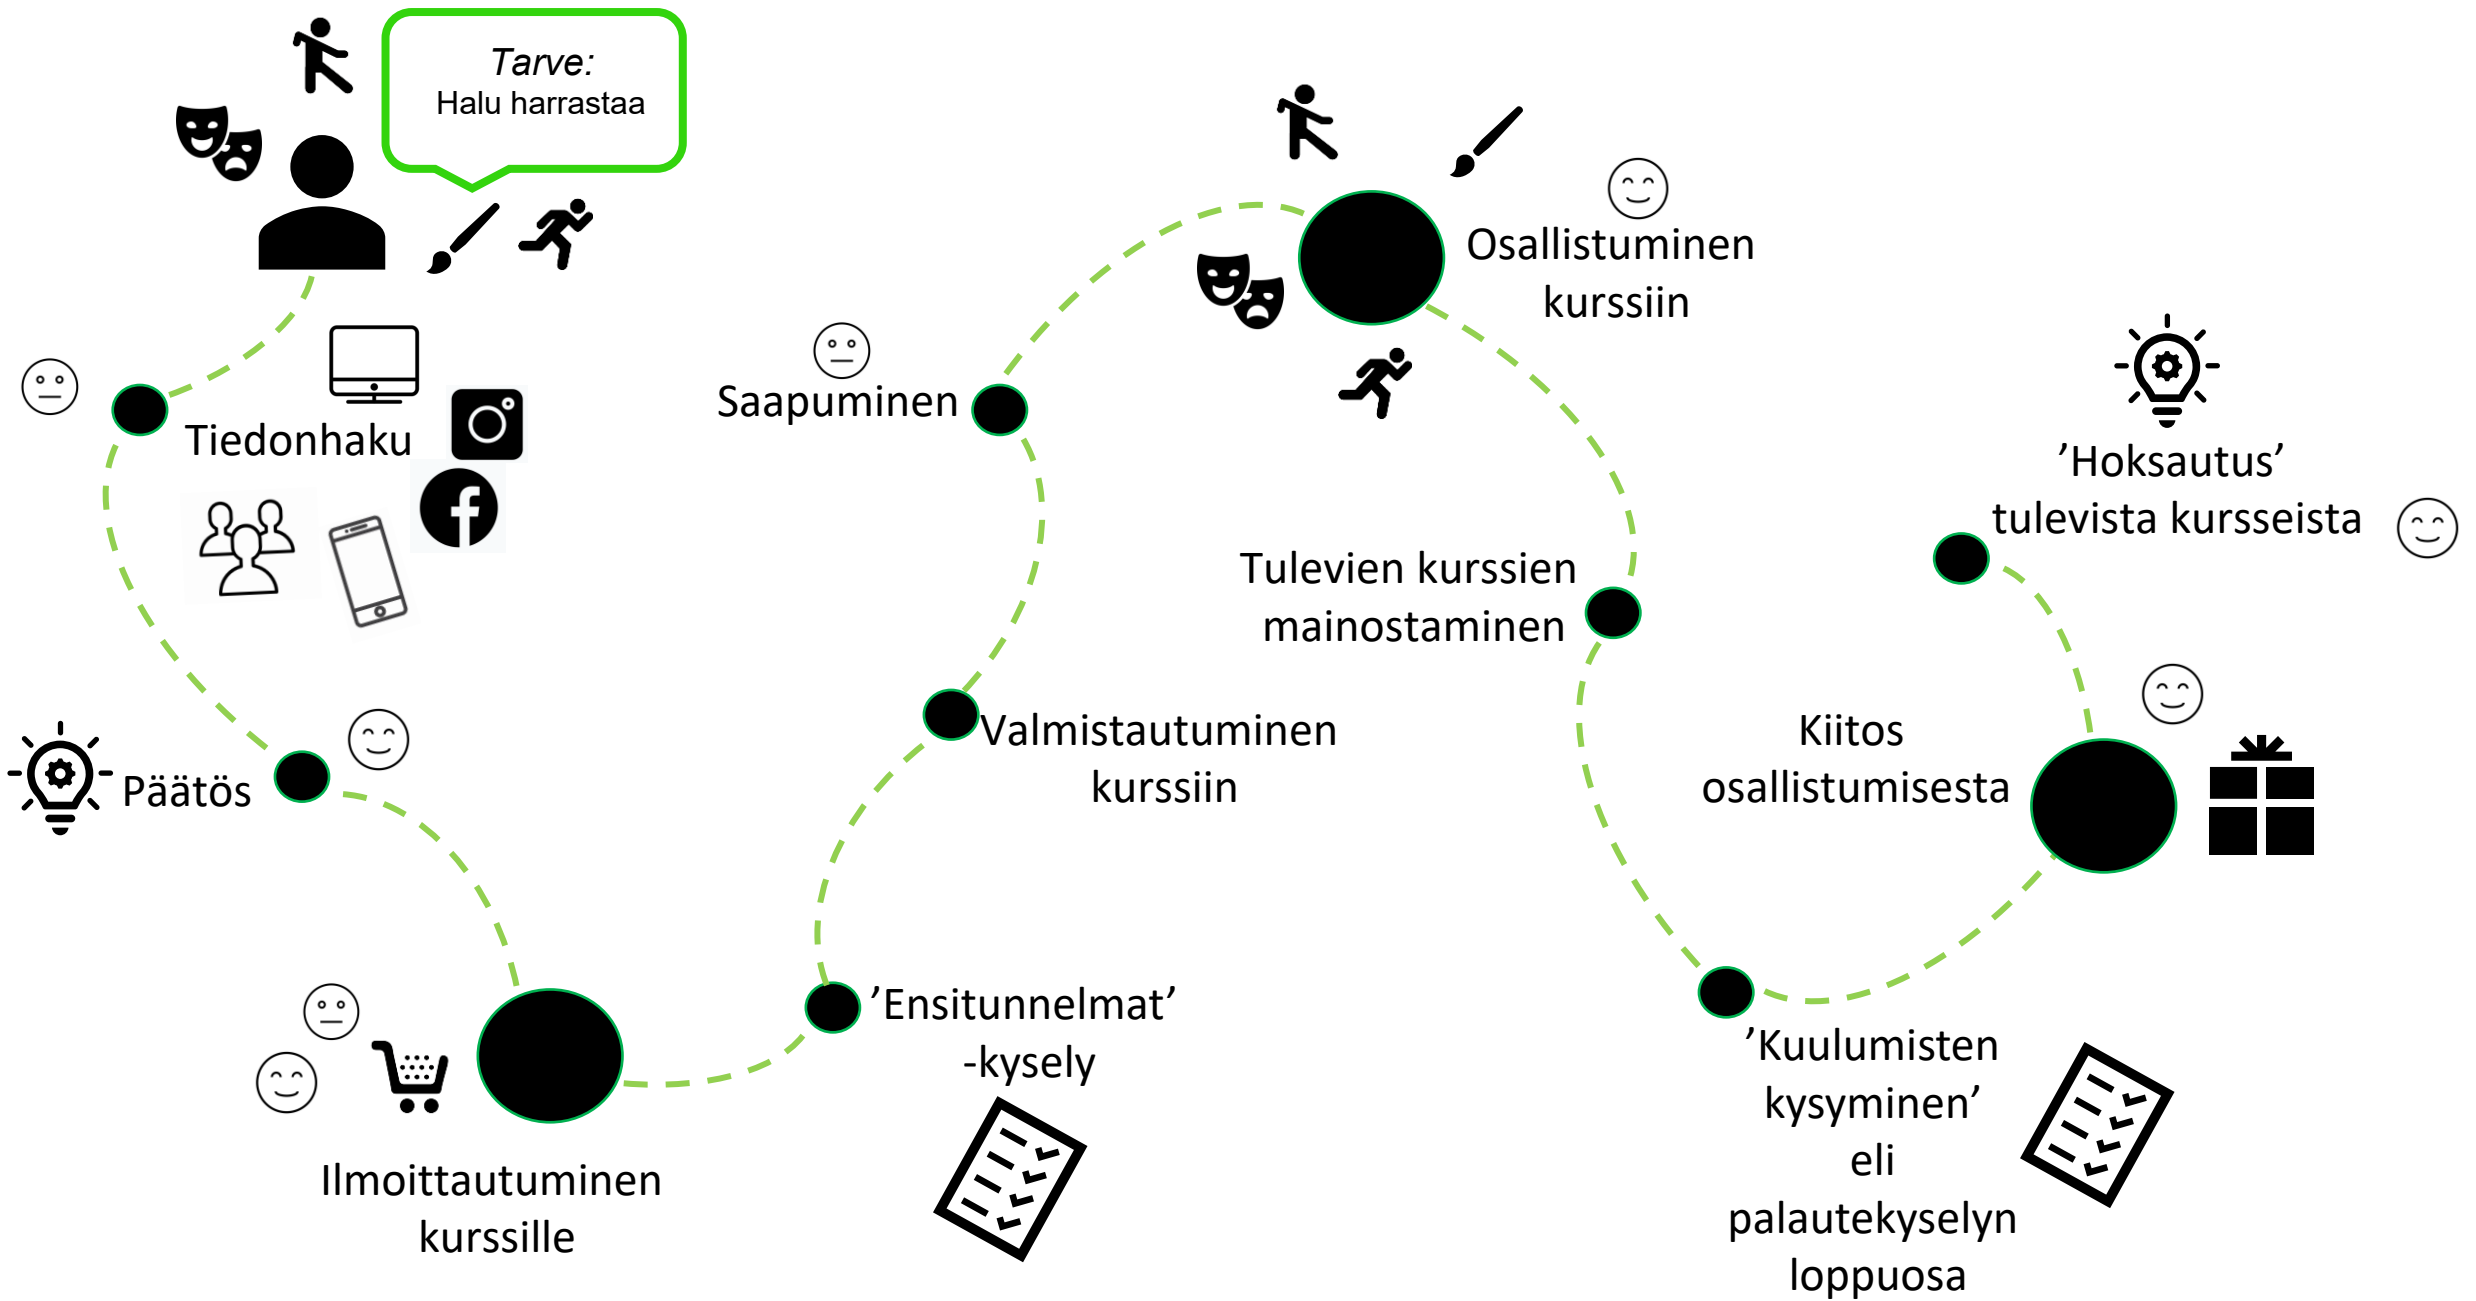 Tarve:
Halu harrastaa
Tiedonhaku
Päätös
Ilmoittautuminen
kurssille
’Ensitunnelmat’
-kysely
Valmistautuminen
kurssiin
Saapuminen
Osallistuminen
kurssiin
Tulevien kurssien
mainostaminen
’Kuulumisten
kysyminen’
eli
palautekyselyn
loppuosa
Kiitos
osallistumisesta
’Hoksautus’
tulevista kursseista